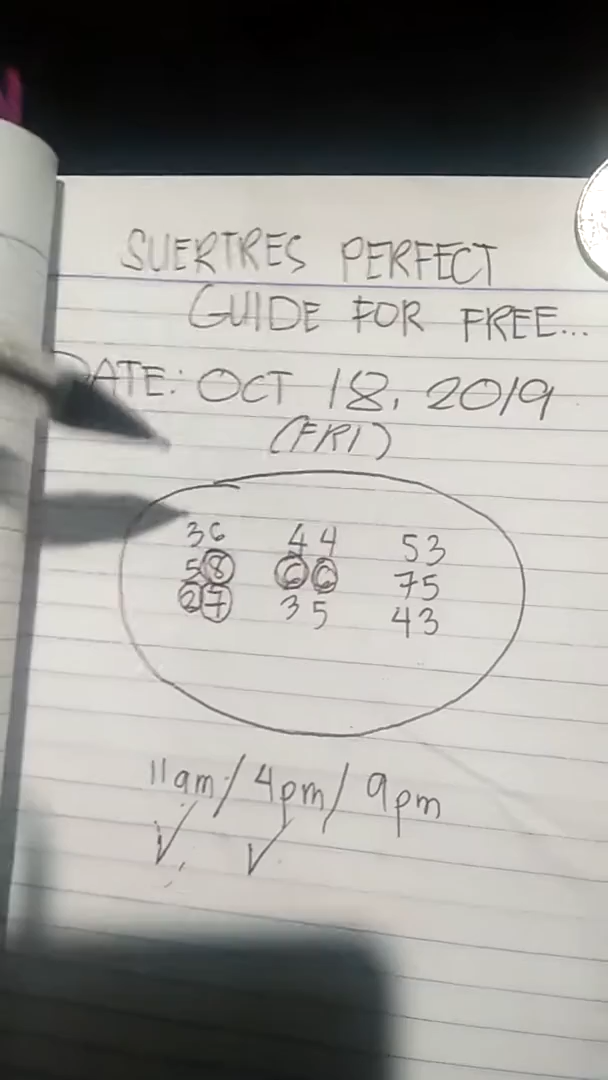 SUERTRES PERFECT
GUIDE FOR FREE...
DATE: OCT 18, 2019
(FRI)
36 44 53
58 66 75
27 35 43
11am/4pm/9pm